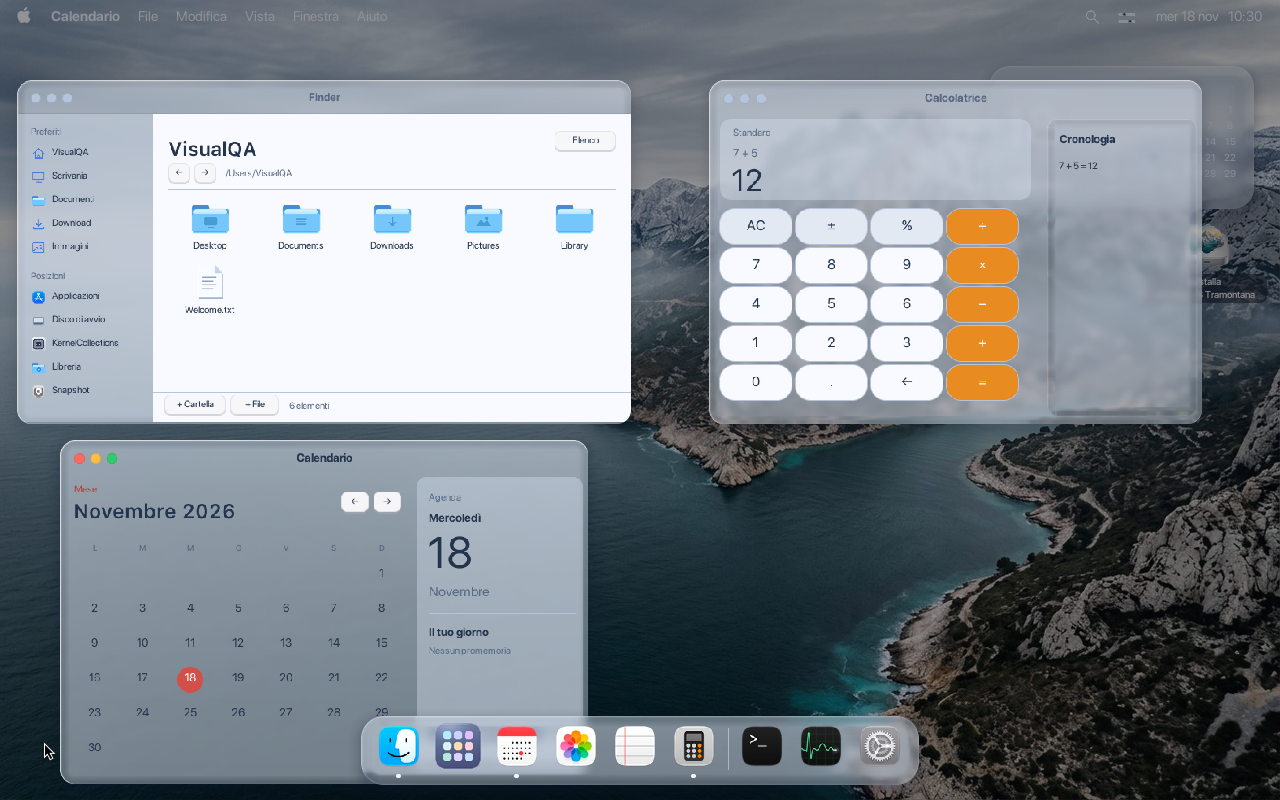 Calendario File Modifica Vista Finestra Aiuto
mer 18 nov 10:30
Finder
Preferiti
VisualQA
Scrivania
Documenti
Download
Immagini
Posizioni
Applicazioni
Disco di avvio
KernelCollections
Libreria
Snapshot
VisualQA
Elenco
← →
/Users/VisualQA
Desktop
Documents
Downloads
Pictures
Library
Welcome.txt
+ Cartella
– File
6 elementi
Calcolatrice
Standard
7 + 5
12
AC ± % ÷
7 8 9 ×
4 5 6 −
1 2 3 +
0 . ← =
Cronologia
7 + 5 = 12
14 15
21 22
28 29
Tramontana
Calendario
Mese
Novembre 2026
← →
L M M G V S D
1
2 3 4 5 6 7 8
9 10 11 12 13 14 15
16 17 18 19 20 21 22
23 24 25 26 27 28 29
30
Agenda
Mercoledì
18
Novembre
Il tuo giorno
Nessun promemoria
>_